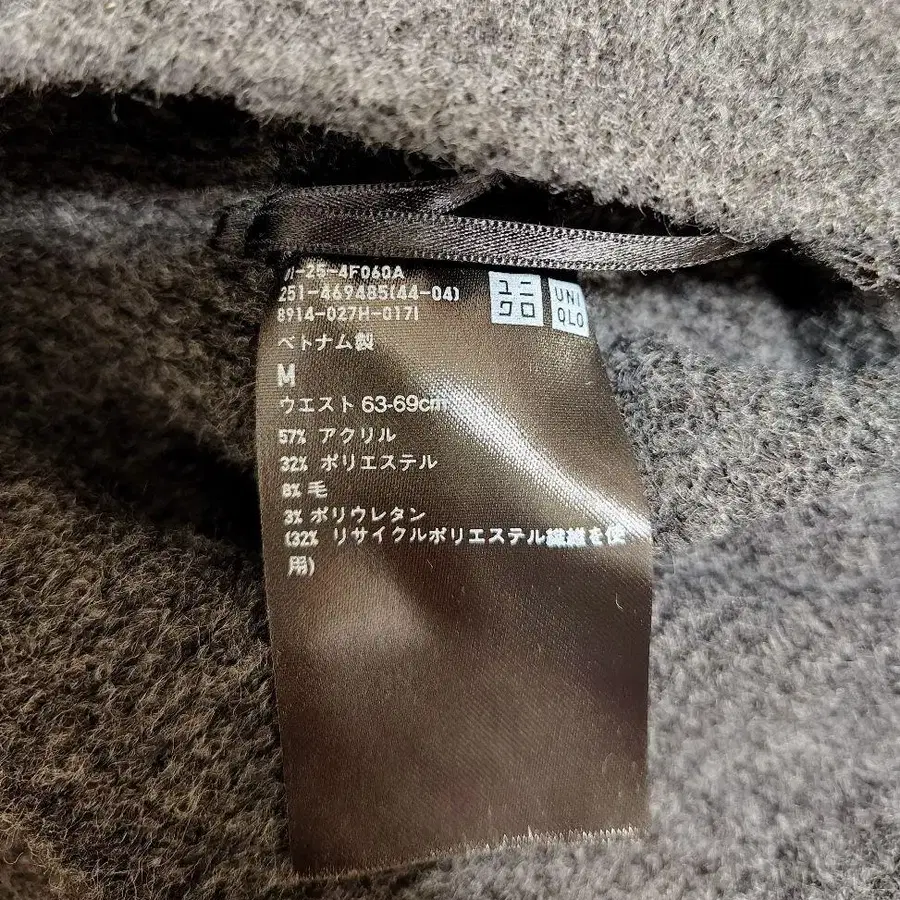 -25-4F060A
251-469485(44-04)
8914-027H-0171
ユニ
クロ
UNI
QLO
ベトナム製
M
ウエスト 63-69cm
57% アクリル
32% ポリエステル
8% 毛
3% ポリウレタン
(32% リサイクルポリエステル繊維を使
用)